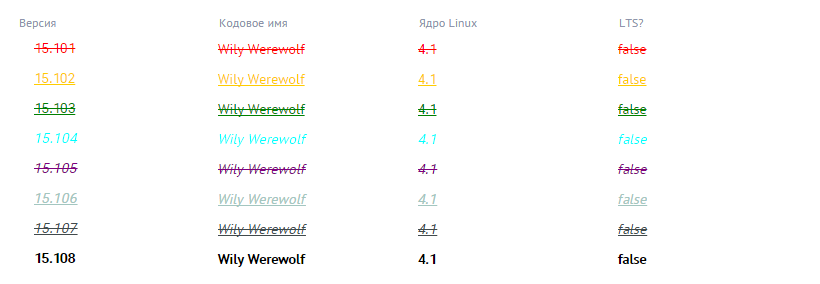 Версия Кодовое имя Ядро Linux LTS?
15.101 Wily Werewolf 4.1 false
15.102 Wily Werewolf 4.1 false
15.103 Wily Werewolf 4.1 false
15.104 Wily Werewolf 4.1 false
15.105 Wily Werewolf 4.1 false
15.106 Wily Werewolf 4.1 false
15.107 Wily Werewolf 4.1 false
15.108 Wily Werewolf 4.1 false